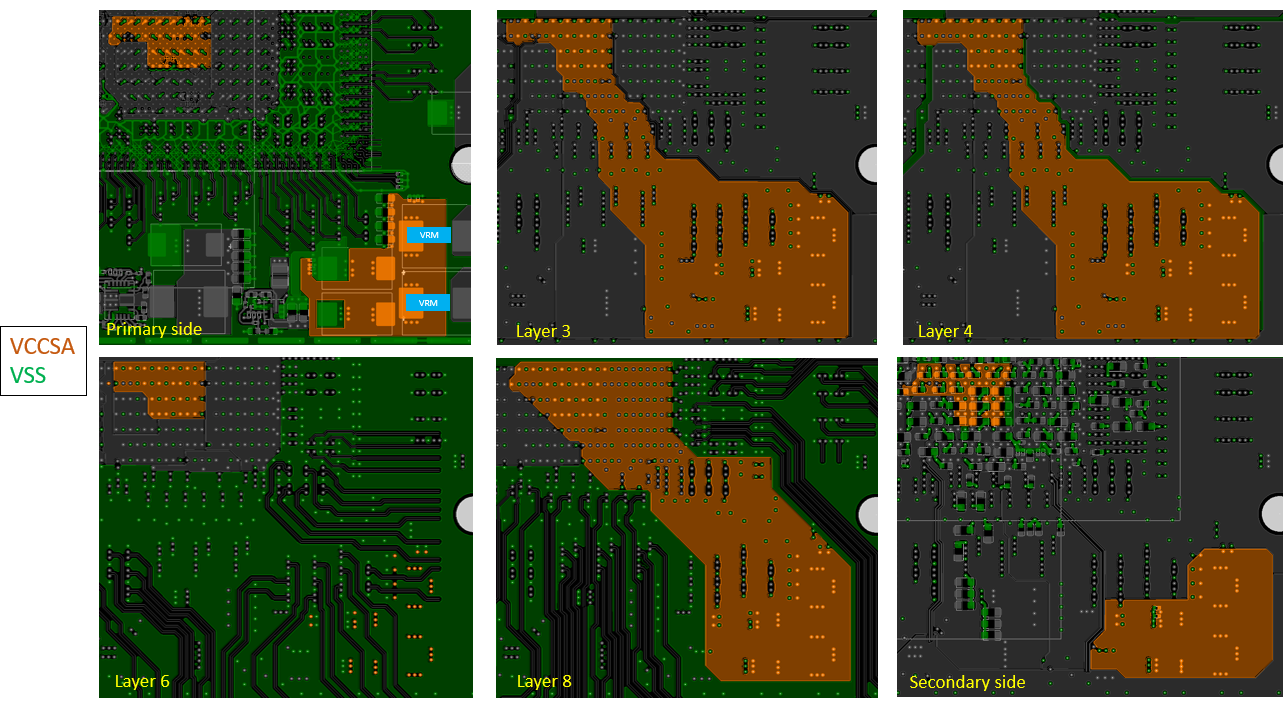 VRM
VRM
Primary side
Layer 3
Layer 4
VCCSA
VSS
Layer 6
Layer 8
Secondary side